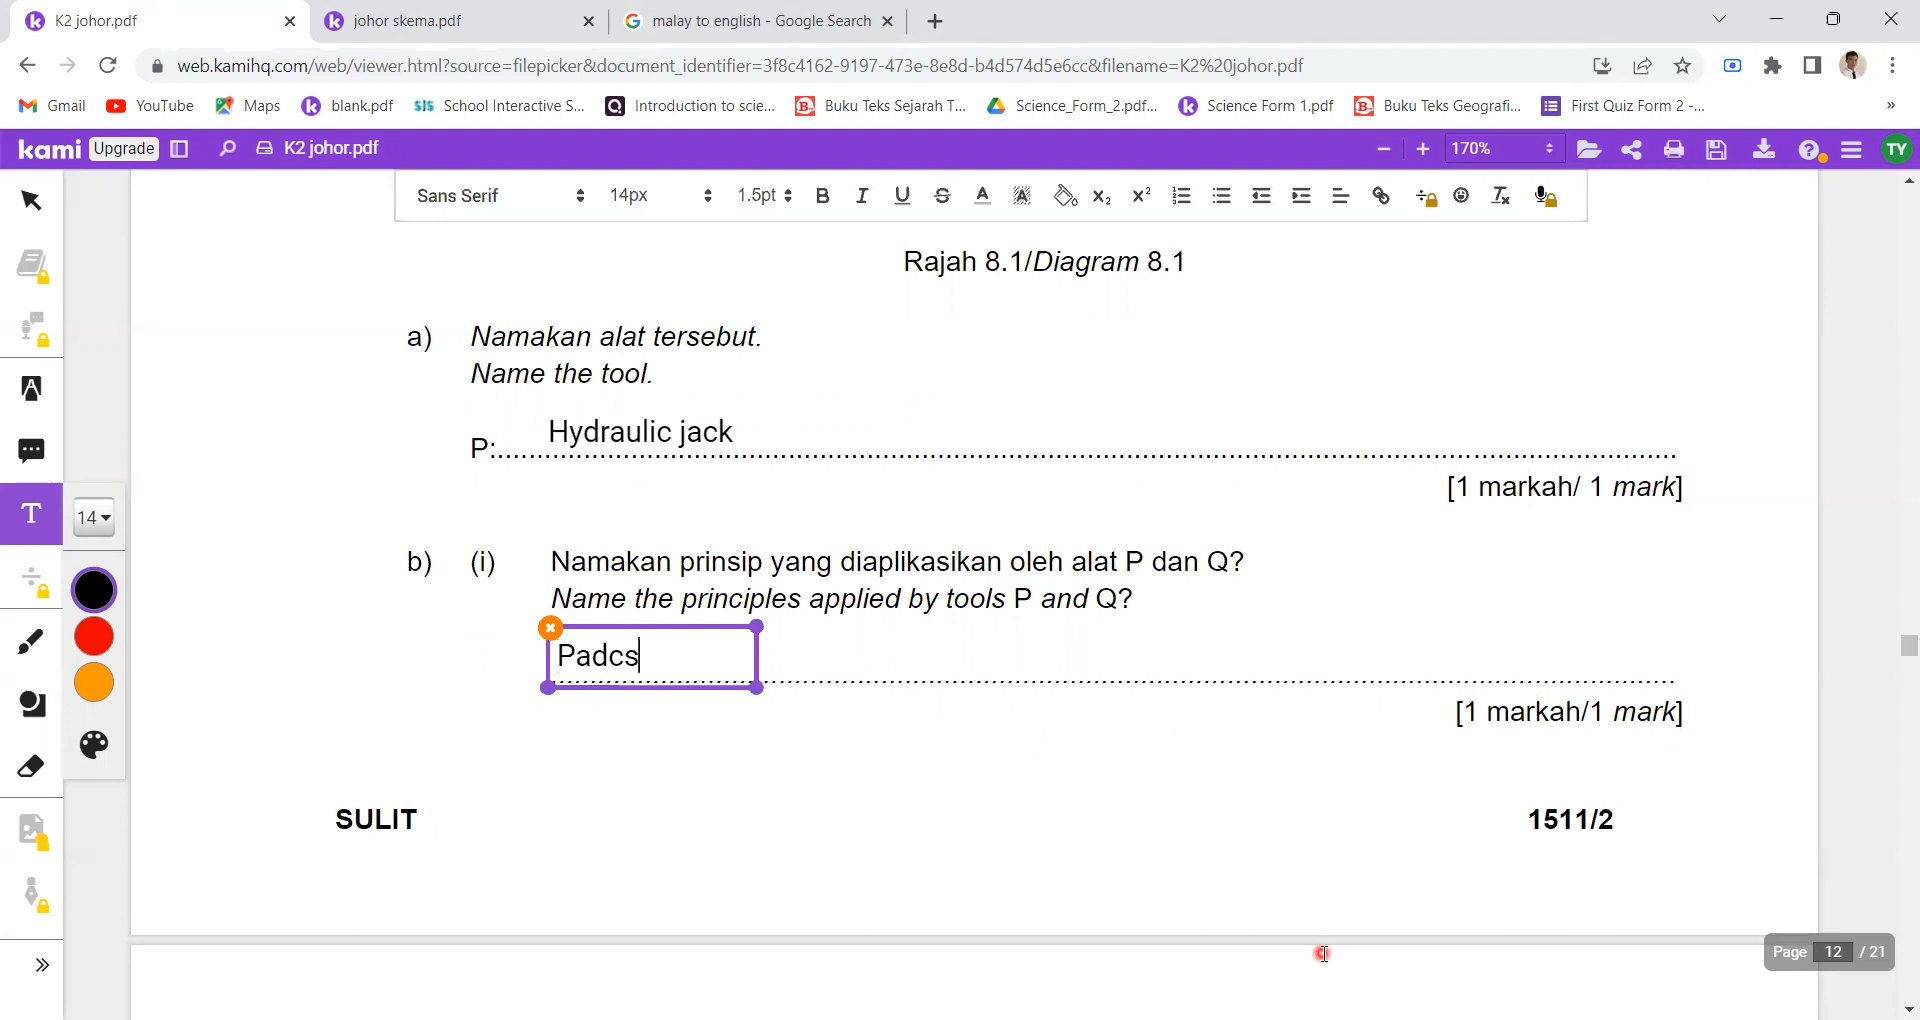 K2 johor.pdf
johor skema.pdf
malay to english - Google Search
web.kamihq.com/web/viewer.html?source=filepicker&document_identifier=3f8c4162-9197-473e-8e8d-b4d574d5e6cc&filename=K2%20johor.pdf
Gmail YouTube Maps blank.pdf School Interactive S... Introduction to scie... Buku Teks Sejarah T... Science_Form_2.pdf... Science Form 1.pdf Buku Teks Geografi... First Quiz Form 2 -... »
kami Upgrade K2 johor.pdf 170% TY
Sans Serif 14px 1.5pt
Rajah 8.1/Diagram 8.1
a) Namakan alat tersebut.
Name the tool.
Hydraulic jack
P:..........
[1 markah/ 1 mark]
14
b) (i) Namakan prinsip yang diaplikasikan oleh alat P dan Q?
Name the principles applied by tools P and Q?
Padcs
[1 markah/1 mark]
SULIT 1511/2
Page 12 / 21